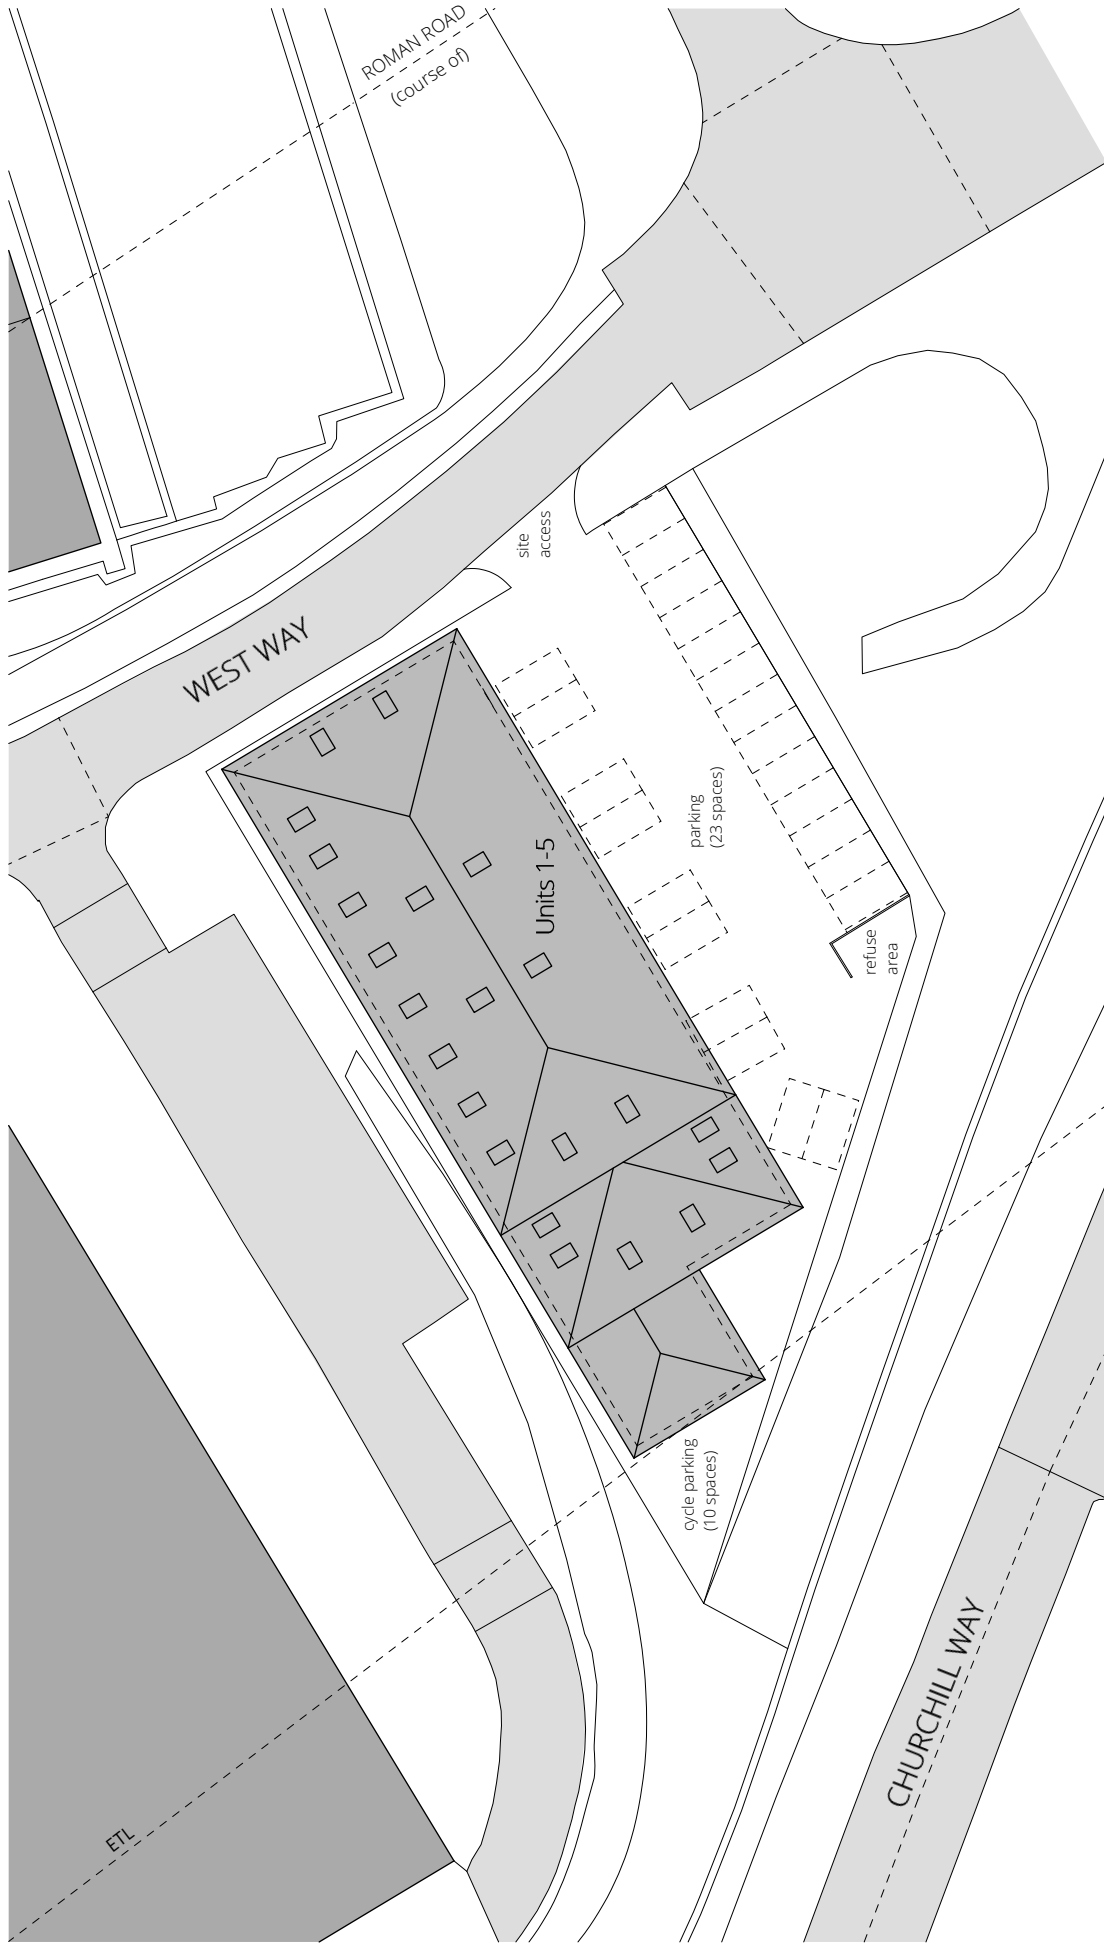 ROMAN ROAD
(course of)
site
access
WEST WAY
Units 1-5
parking
(23 spaces)
refuse
area
cycle parking
(10 spaces)
CHURCHILL WAY
ETL